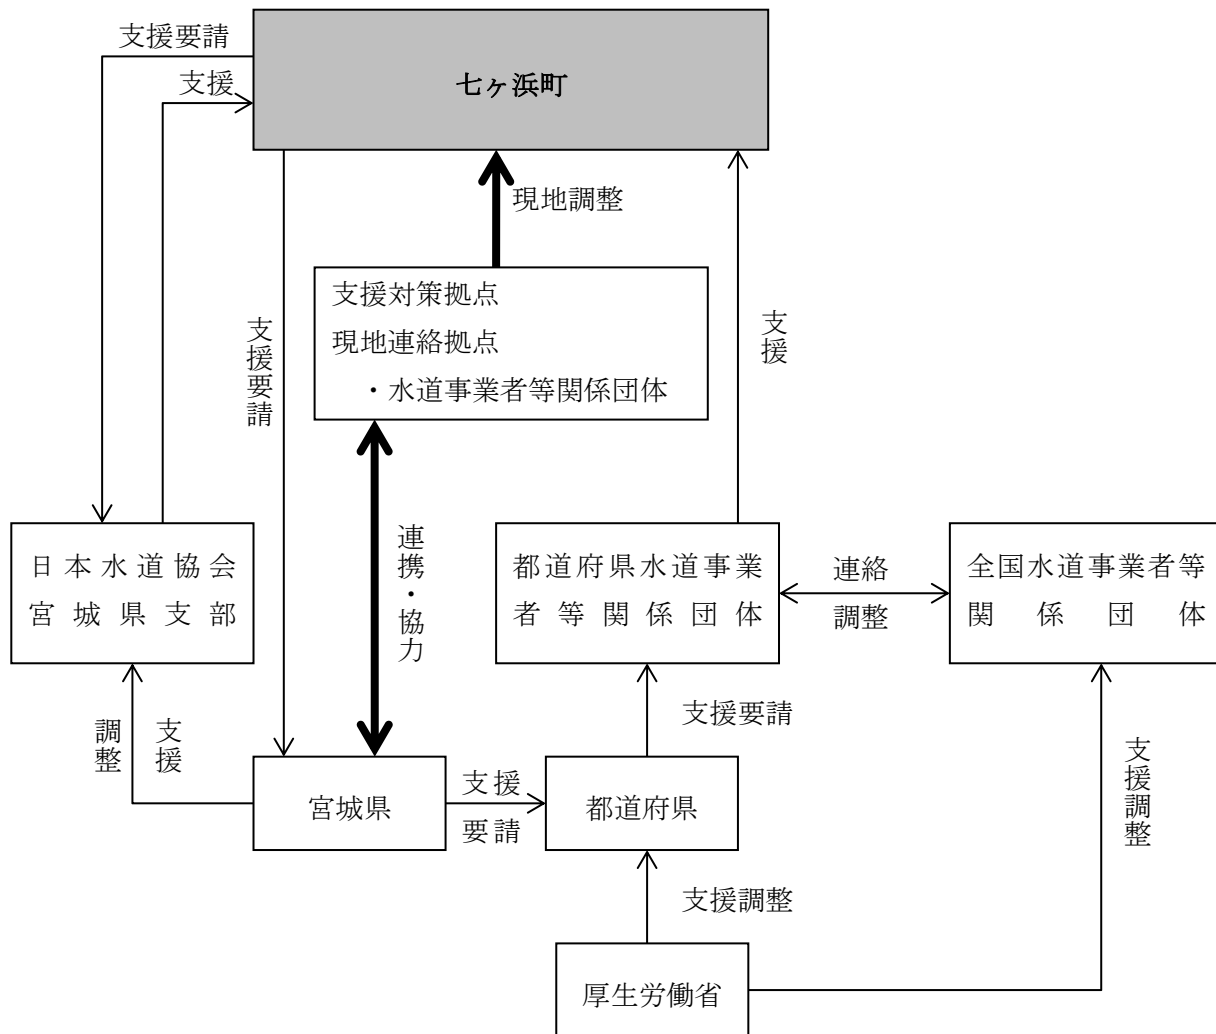 支援要請
七ヶ浜町
支援
現地調整
支援対策拠点
現地連絡拠点
・水道事業者等関係団体
支援要請
支援
連携・協力
日本水道協会
宮城県支部
都道府県水道事業
者等関係団体
連絡
調整
全国水道事業者等
関係団体
調整
支援
支援要請
支援調整
宮城県
支援
要請
都道府県
支援調整
厚生労働省